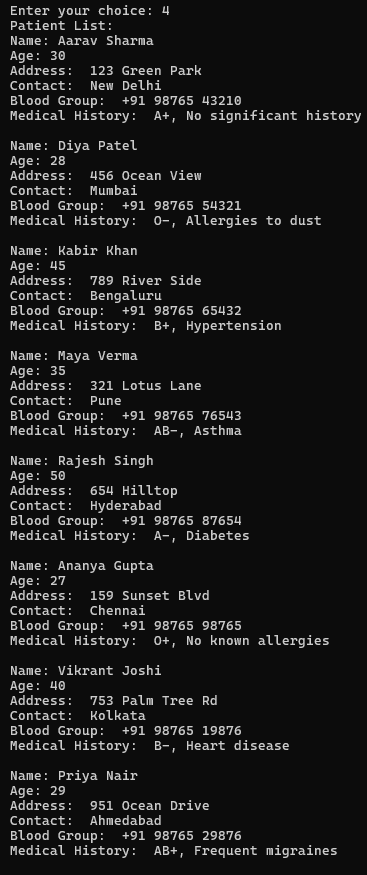 Enter your choice: 4
Patient List:
Name: Aarav Sharma
Age: 30
Address:  123 Green Park
Contact:  New Delhi
Blood Group:  +91 98765 43210
Medical History:  A+, No significant history

Name: Diya Patel
Age: 28
Address:  456 Ocean View
Contact:  Mumbai
Blood Group:  +91 98765 54321
Medical History:  O-, Allergies to dust

Name: Kabir Khan
Age: 45
Address:  789 River Side
Contact:  Bengaluru
Blood Group:  +91 98765 65432
Medical History:  B+, Hypertension

Name: Maya Verma
Age: 35
Address:  321 Lotus Lane
Contact:  Pune
Blood Group:  +91 98765 76543
Medical History:  AB-, Asthma

Name: Rajesh Singh
Age: 50
Address:  654 Hilltop
Contact:  Hyderabad
Blood Group:  +91 98765 87654
Medical History:  A-, Diabetes

Name: Ananya Gupta
Age: 27
Address:  159 Sunset Blvd
Contact:  Chennai
Blood Group:  +91 98765 98765
Medical History:  O+, No known allergies

Name: Vikrant Joshi
Age: 40
Address:  753 Palm Tree Rd
Contact:  Kolkata
Blood Group:  +91 98765 19876
Medical History:  B-, Heart disease

Name: Priya Nair
Age: 29
Address:  951 Ocean Drive
Contact:  Ahmedabad
Blood Group:  +91 98765 29876
Medical History:  AB+, Frequent migraines